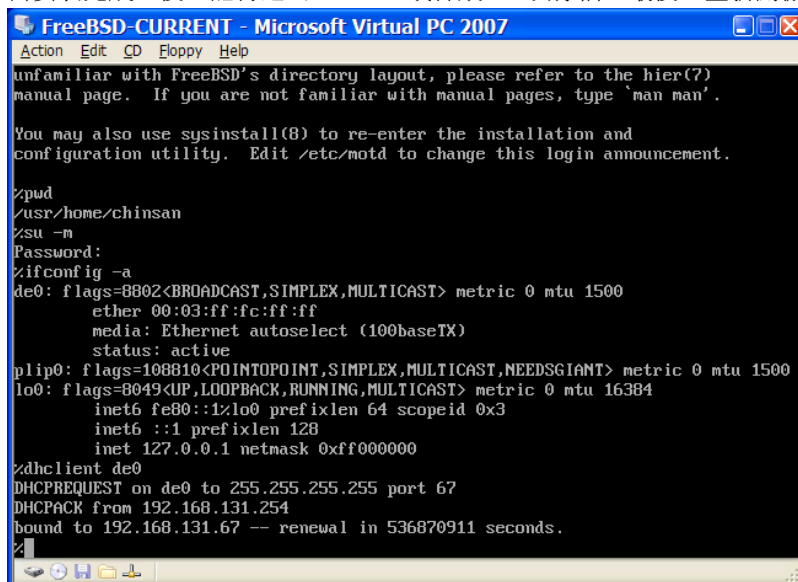 FreeBSD-CURRENT - Microsoft Virtual PC 2007
Action Edit CD Floppy Help
unfamiliar with FreeBSD's directory layout, please refer to the hier(7)
manual page.  If you are not familiar with manual pages, type `man man'.
You may also use sysinstall(8) to re-enter the installation and
configuration utility.  Edit /etc/motd to change this login announcement.
%pwd
/usr/home/chinsan
%su -m
Password:
%ifconfig -a
de0: flags=8802<BROADCAST,SIMPLEX,MULTICAST> metric 0 mtu 1500
ether 00:03:ff:fc:ff:ff
media: Ethernet autoselect (100baseTX)
status: active
plip0: flags=108810<POINTOPOINT,SIMPLEX,MULTICAST,NEEDSGIANT> metric 0 mtu 1500
lo0: flags=8049<UP,LOOPBACK,RUNNING,MULTICAST> metric 0 mtu 16384
inet6 fe80::1%lo0 prefixlen 64 scopeid 0x3
inet6 ::1 prefixlen 128
inet 127.0.0.1 netmask 0xff000000
%dhclient de0
DHCPREQUEST on de0 to 255.255.255.255 port 67
DHCPACK from 192.168.131.254
bound to 192.168.131.67 -- renewal in 536870911 seconds.
%